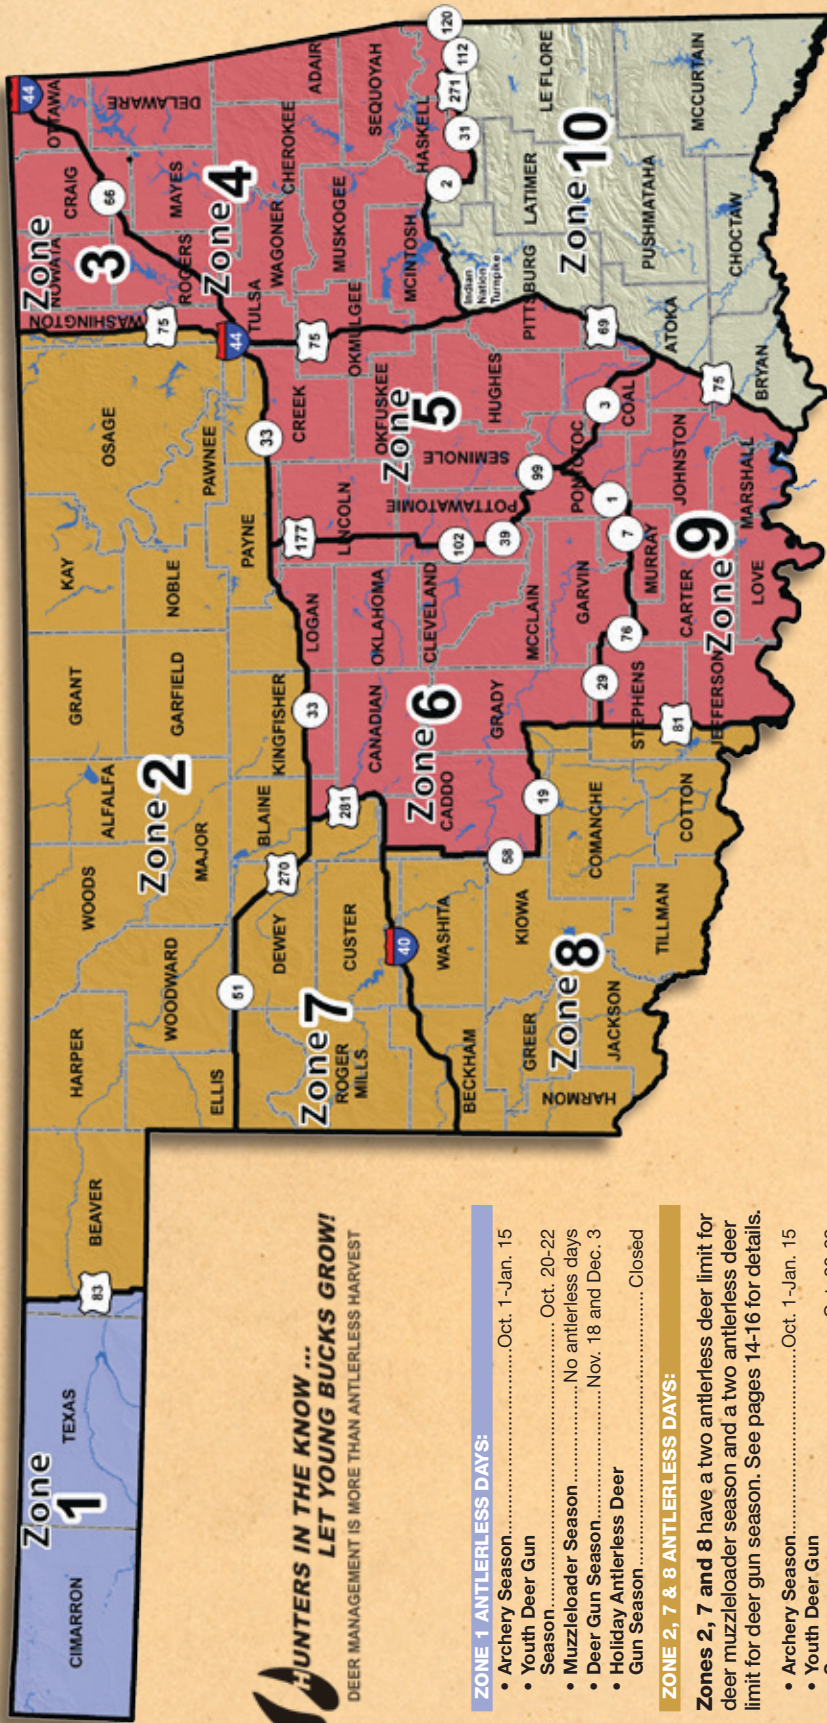 Zone
1
CIMARRON
TEXAS
83
BEAVER
HARPER
ELLIS
WOODWARD
WOODS
ALFALFA
Zone 2
MAJOR
GRANT
GARFIELD
KAY
NOBLE
OSAGE
PAWNEE
PAYNE
BLAINE
KINGFISHER
51
270
33
33
177
44
75
WASHINGTON
Zone
3
NOWATA
CRAIG
OTTAWA
44
66
ROGERS
MAYES
DELAWARE
Zone 4
TULSA
WAGONER
CHEROKEE
ADAIR
MUSKOGEE
SEQUOYAH
MCINTOSH
HASKELL
OKMULGEE
75
2
31
271
112
120
CREEK
LINCOLN
OKFUSKEE
Zone
5
SEMINOLE
POTTAWATOMIE
HUGHES
PONTOTOC
COAL
PITTSBURG
102
39
99
3
1
69
75
Indian
Nation
Turnpike
LOGAN
OKLAHOMA
CANADIAN
CLEVELAND
Zone 6
CADDO
GRADY
MCCLAIN
GARVIN
281
58
19
29
76
7
Zone 7
ROGER
MILLS
DEWEY
CUSTER
40
BECKHAM
WASHITA
KIOWA
GREER
Zone 8
HARMON
JACKSON
TILLMAN
COMANCHE
COTTON
STEPHENS
JEFFERSON
81
MURRAY
CARTER
JOHNSTON
Zone 9
LOVE
MARSHALL
LATIMER
LE FLORE
Zone 10
PUSHMATAHA
MCCURTAIN
ATOKA
CHOCTAW
BRYAN
HUNTERS IN THE KNOW ...
LET YOUNG BUCKS GROW!
DEER MANAGEMENT IS MORE THAN ANTLERLESS HARVEST
ZONE 1 ANTLERLESS DAYS:
• Archery Season..........Oct. 1-Jan. 15
• Youth Deer Gun
Season..........Oct. 20-22
• Muzzleloader Season..........No antlerless days
• Deer Gun Season..........Nov. 18 and Dec. 3
• Holiday Antlerless Deer
Gun Season..........Closed
ZONE 2, 7 & 8 ANTLERLESS DAYS:
Zones 2, 7 and 8 have a two antlerless deer limit for
deer muzzleloader season and a two antlerless deer
limit for deer gun season. See pages 14-16 for details.
• Archery Season..........Oct. 1-Jan. 15
• Youth Deer Gun